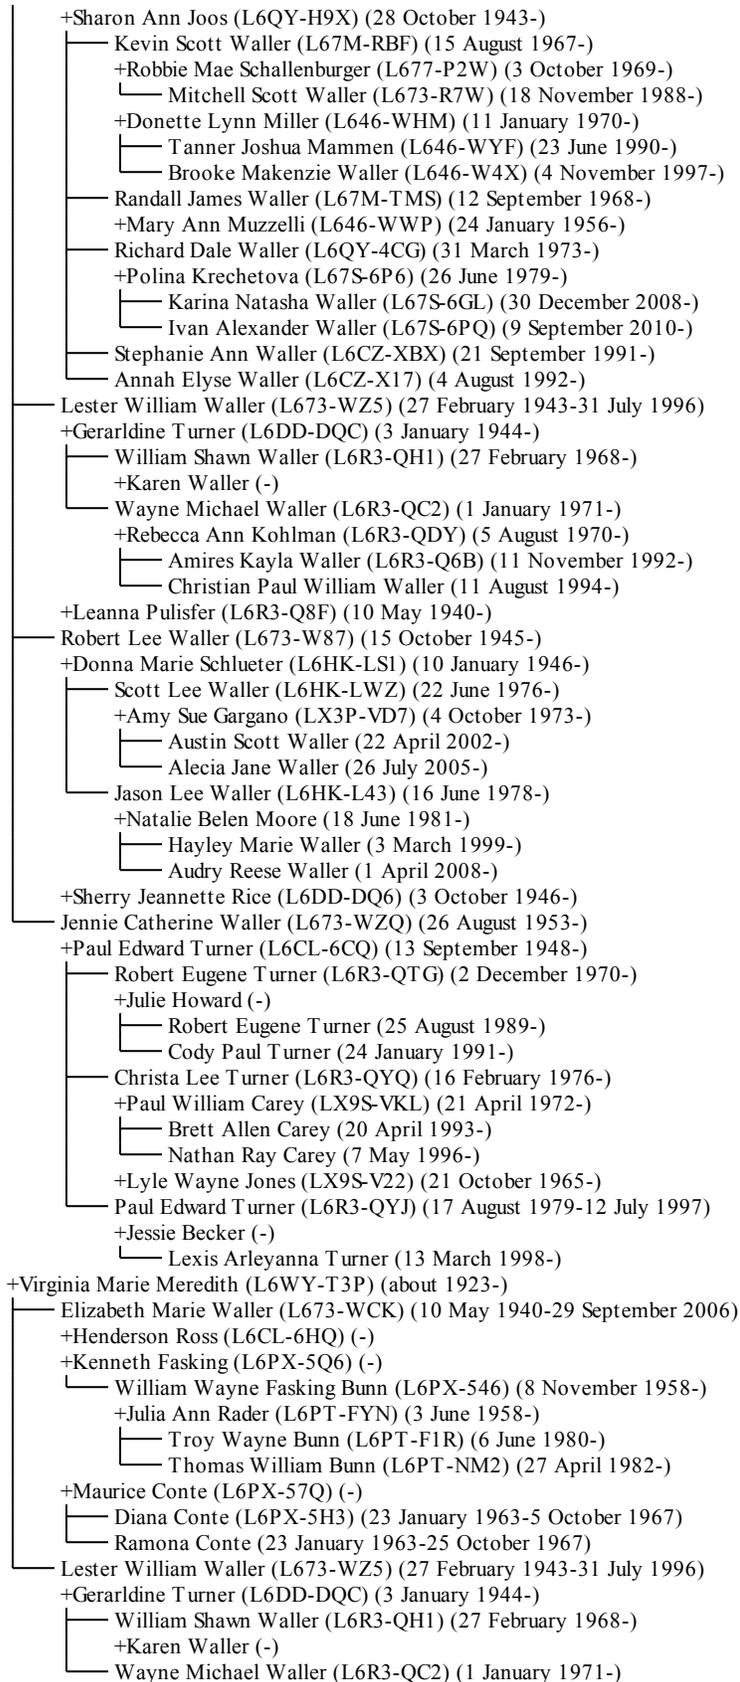 +Sharon Ann Joos (L6QY-H9X) (28 October 1943-)
Kevin Scott Waller (L67M-RBF) (15 August 1967-)
+Robbie Mae Schallenburger (L677-P2W) (3 October 1969-)
Mitchell Scott Waller (L673-R7W) (18 November 1988-)
+Donette Lynn Miller (L646-WHM) (11 January 1970-)
Tanner Joshua Mammen (L646-WYF) (23 June 1990-)
Brooke Makenzie Waller (L646-W4X) (4 November 1997-)
Randall James Waller (L67M-TMS) (12 September 1968-)
+Mary Ann Muzzelli (L646-WWP) (24 January 1956-)
Richard Dale Waller (L6QY-4CG) (31 March 1973-)
+Polina Krechetova (L67S-6P6) (26 June 1979-)
Karina Natasha Waller (L67S-6GL) (30 December 2008-)
Ivan Alexander Waller (L67S-6PQ) (9 September 2010-)
Stephanie Ann Waller (L6CZ-XBX) (21 September 1991-)
Annah Elyse Waller (L6CZ-X17) (4 August 1992-)
Lester William Waller (L673-WZ5) (27 February 1943-31 July 1996)
+Gerarldine Turner (L6DD-DQC) (3 January 1944-)
William Shawn Waller (L6R3-QH1) (27 February 1968-)
+Karen Waller (-)
Wayne Michael Waller (L6R3-QC2) (1 January 1971-)
+Rebecca Ann Kohlman (L6R3-QDY) (5 August 1970-)
Amires Kayla Waller (L6R3-Q6B) (11 November 1992-)
Christian Paul William Waller (11 August 1994-)
+Leanna Pulisfer (L6R3-Q8F) (10 May 1940-)
Robert Lee Waller (L673-W87) (15 October 1945-)
+Donna Marie Schlueter (L6HK-LS1) (10 January 1946-)
Scott Lee Waller (L6HK-LWZ) (22 June 1976-)
+Amy Sue Gargano (LX3P-VD7) (4 October 1973-)
Austin Scott Waller (22 April 2002-)
Alecia Jane Waller (26 July 2005-)
Jason Lee Waller (L6HK-L43) (16 June 1978-)
+Natalie Belen Moore (18 June 1981-)
Hayley Marie Waller (3 March 1999-)
Audry Reese Waller (1 April 2008-)
+Sherry Jeannette Rice (L6DD-DQ6) (3 October 1946-)
Jennie Catherine Waller (L673-WZQ) (26 August 1953-)
+Paul Edward Turner (L6CL-6CQ) (13 September 1948-)
Robert Eugene Turner (L6R3-QTG) (2 December 1970-)
+Julie Howard (-)
Robert Eugene Turner (25 August 1989-)
Cody Paul Turner (24 January 1991-)
Christa Lee Turner (L6R3-QYQ) (16 February 1976-)
+Paul William Carey (LX9S-VKL) (21 April 1972-)
Brett Allen Carey (20 April 1993-)
Nathan Ray Carey (7 May 1996-)
+Lyle Wayne Jones (LX9S-V22) (21 October 1965-)
Paul Edward Turner (L6R3-QYJ) (17 August 1979-12 July 1997)
+Jessie Becker (-)
Lexis Arleyanna Turner (13 March 1998-)
+Virginia Marie Meredith (L6WY-T3P) (about 1923-)
Elizabeth Marie Waller (L673-WCK) (10 May 1940-29 September 2006)
+Henderson Ross (L6CL-6HQ) (-)
+Kenneth Fasking (L6PX-5Q6) (-)
William Wayne Fasking Bunn (L6PX-546) (8 November 1958-)
+Julia Ann Rader (L6PT-FYN) (3 June 1958-)
Troy Wayne Bunn (L6PT-F1R) (6 June 1980-)
Thomas William Bunn (L6PT-NM2) (27 April 1982-)
+Maurice Conte (L6PX-57Q) (-)
Diana Conte (L6PX-5H3) (23 January 1963-5 October 1967)
Ramona Conte (23 January 1963-25 October 1967)
Lester William Waller (L673-WZ5) (27 February 1943-31 July 1996)
+Gerarldine Turner (L6DD-DQC) (3 January 1944-)
William Shawn Waller (L6R3-QH1) (27 February 1968-)
+Karen Waller (-)
Wayne Michael Waller (L6R3-QC2) (1 January 1971-)